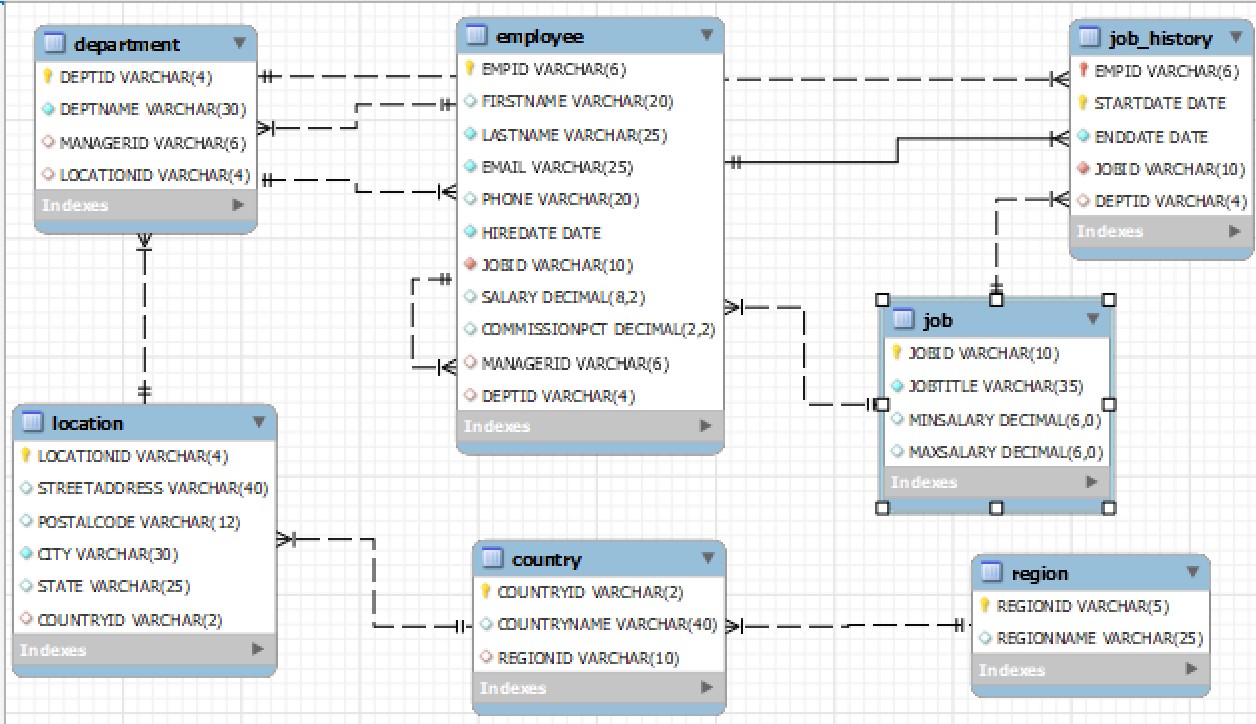 department
DEPTID VARCHAR(4)
DEPTNAME VARCHAR(30)
MANAGERID VARCHAR(6)
LOCATIONID VARCHAR(4)
Indexes
employee
EMPID VARCHAR(6)
FIRSTNAME VARCHAR(20)
LASTNAME VARCHAR(25)
EMAIL VARCHAR(25)
PHONE VARCHAR(20)
HIREDATE DATE
JOBID VARCHAR(10)
SALARY DECIMAL(8,2)
COMMISSIONPCT DECIMAL(2,2)
MANAGERID VARCHAR(6)
DEPTID VARCHAR(4)
Indexes
job_history
EMPID VARCHAR(6)
STARTDATE DATE
ENDDATE DATE
JOBID VARCHAR(10)
DEPTID VARCHAR(4)
Indexes
job
JOBID VARCHAR(10)
JOBTITLE VARCHAR(35)
MINSALARY DECIMAL(6,0)
MAXSALARY DECIMAL(6,0)
Indexes
location
LOCATIONID VARCHAR(4)
STREETADDRESS VARCHAR(40)
POSTALCODE VARCHAR(12)
CITY VARCHAR(30)
STATE VARCHAR(25)
COUNTRYID VARCHAR(2)
Indexes
country
COUNTRYID VARCHAR(2)
COUNTRYNAME VARCHAR(40)
REGIONID VARCHAR(10)
Indexes
region
REGIONID VARCHAR(5)
REGIONNAME VARCHAR(25)
Indexes